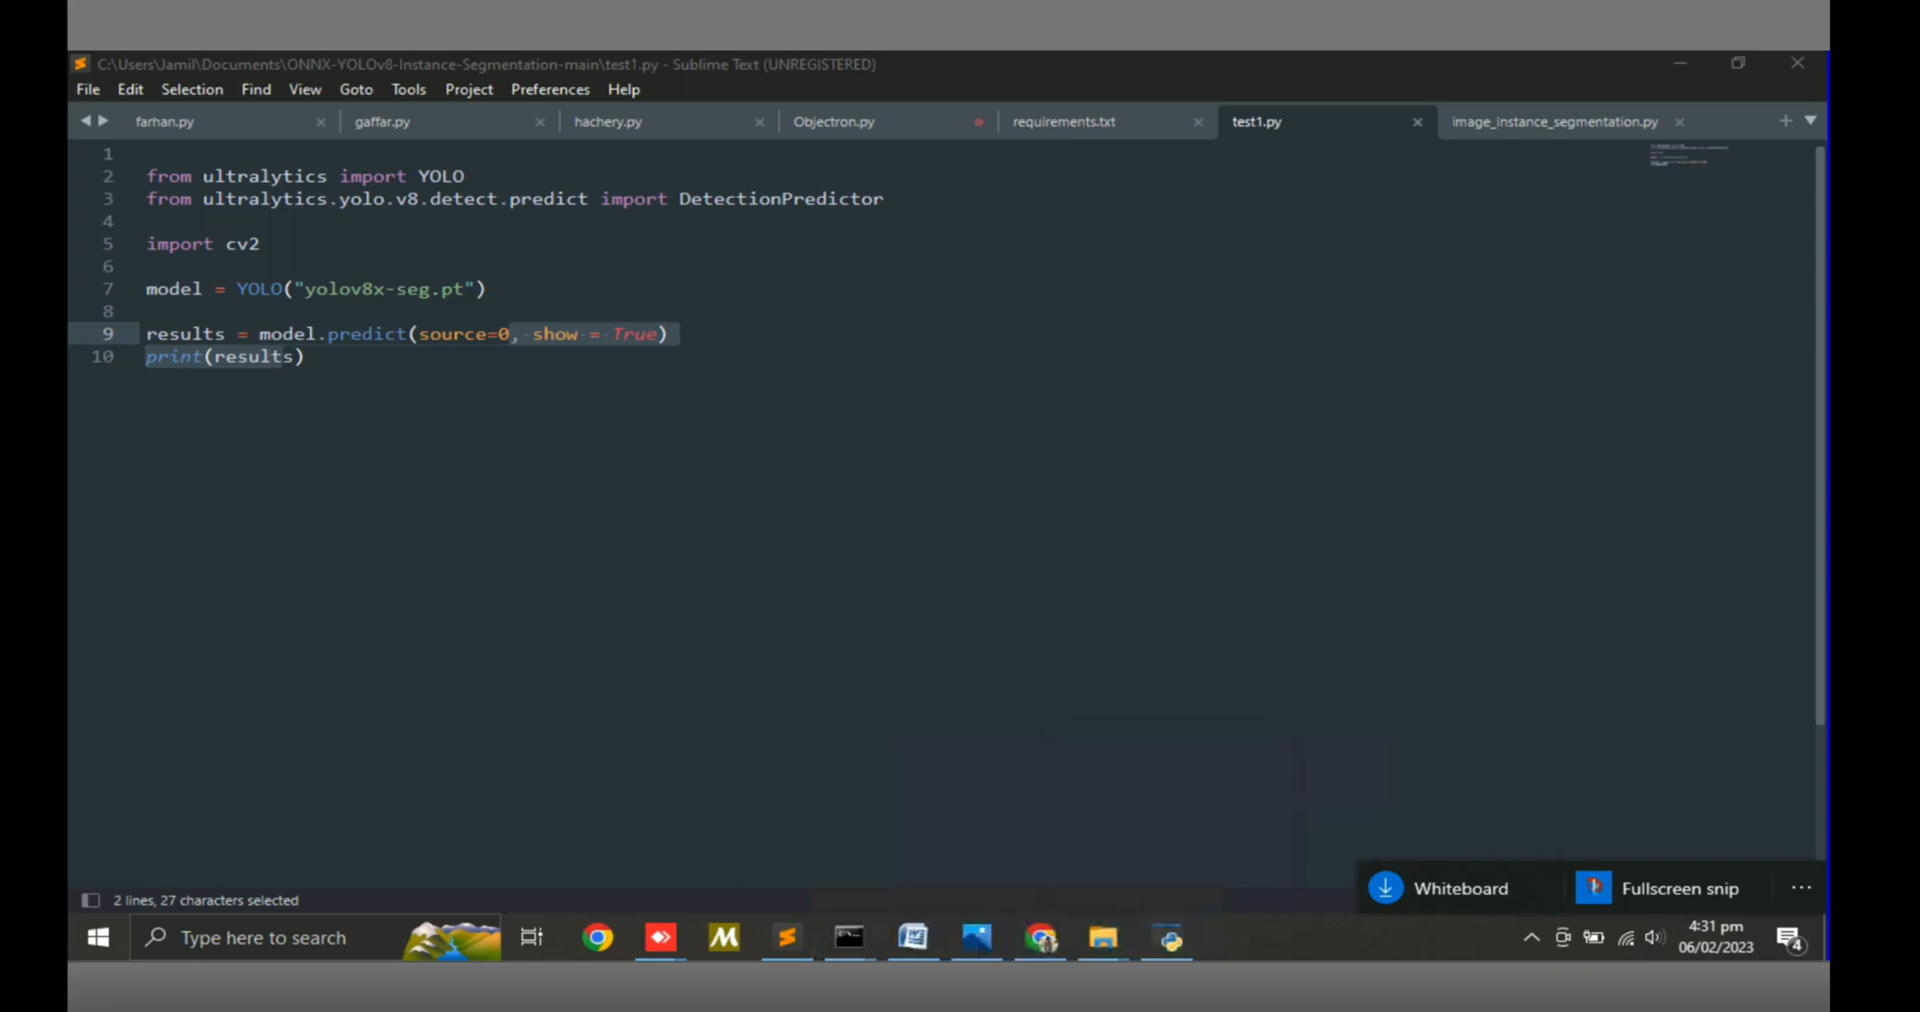 C:\Users\Jamil\Documents\ONNX-YOLOv8-Instance-Segmentation-main\test1.py - Sublime Text (UNREGISTERED)
File Edit Selection Find View Goto Tools Project Preferences Help
farhan.py gaffar.py hachery.py Objectron.py requirements.txt test1.py image_instance_segmentation.py
1
2 from ultralytics import YOLO
3 from ultralytics.yolo.v8.detect.predict import DetectionPredictor
4
5 import cv2
6
7 model = YOLO("yolov8x-seg.pt")
8
9 results = model.predict(source=0, show = True)
10 print(results)
Whiteboard Fullscreen snip
2 lines, 27 characters selected
Type here to search
4:31 pm
06/02/2023
4